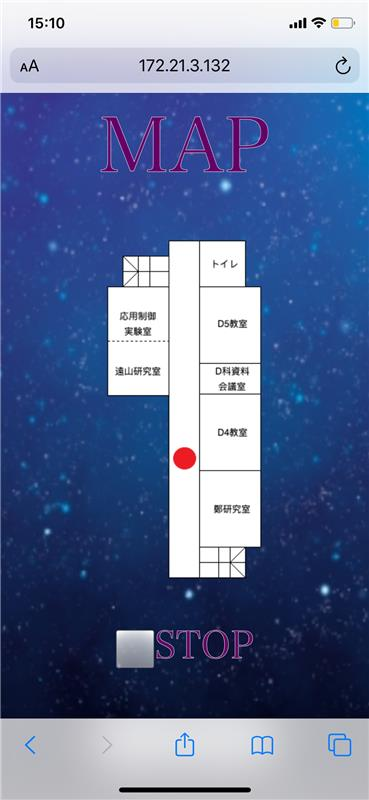 15:10
AA
172.21.3.132
MAP
トイレ
応用制御
実験室
D5教室
遠山研究室
D科資料
会議室
D4教室
鄭研究室
STOP